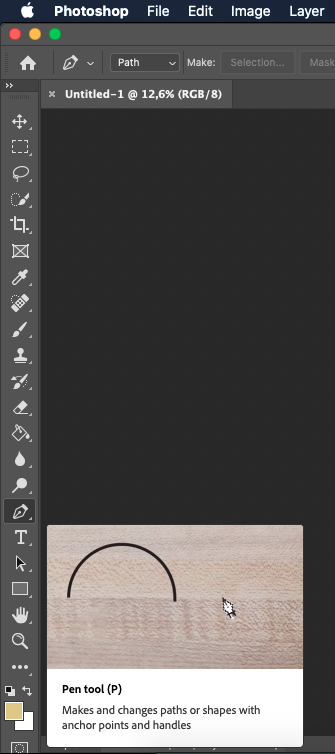 Photoshop File Edit Image Layer
Path Make: Selection... Mask
Untitled-1 @ 12,6% (RGB/8)
Pen tool (P)
Makes and changes paths or shapes with
anchor points and handles